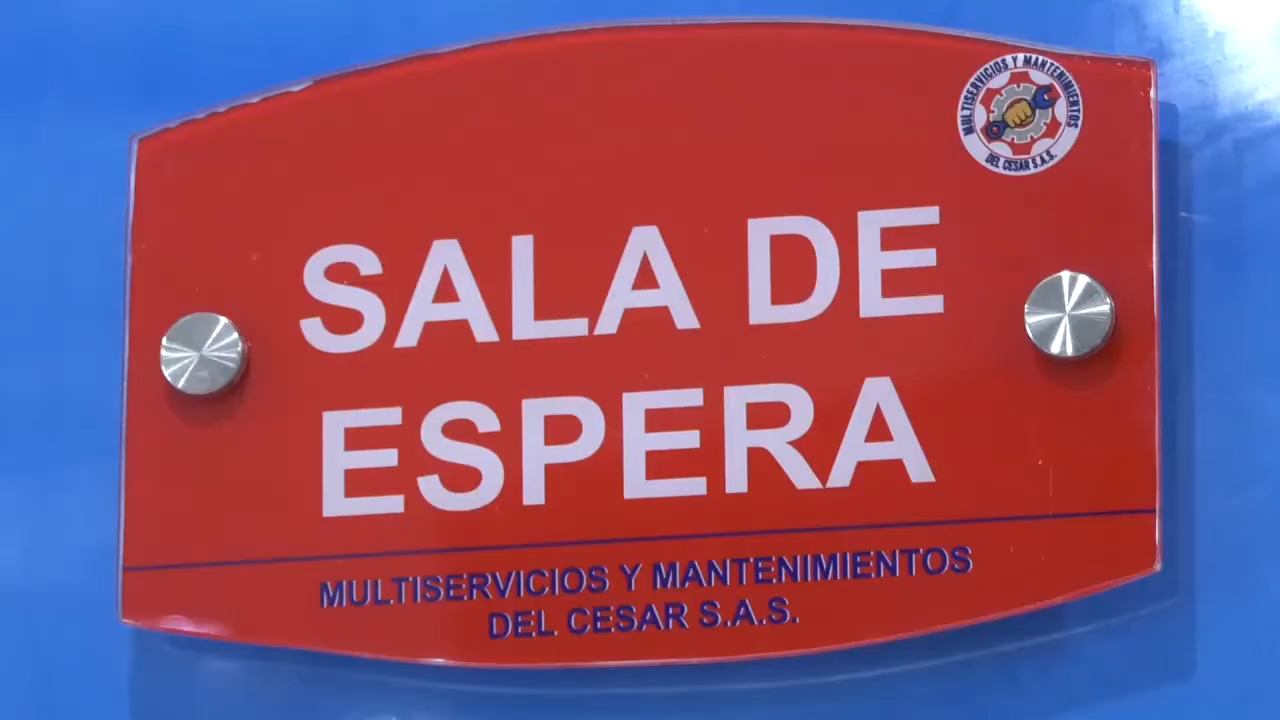 MULTISERVICIOS Y MANTENIMIENTOS
DEL CESAR S.A.S.
SALA DE
ESPERA
MULTISERVICIOS Y MANTENIMIENTOS
DEL CESAR S.A.S.